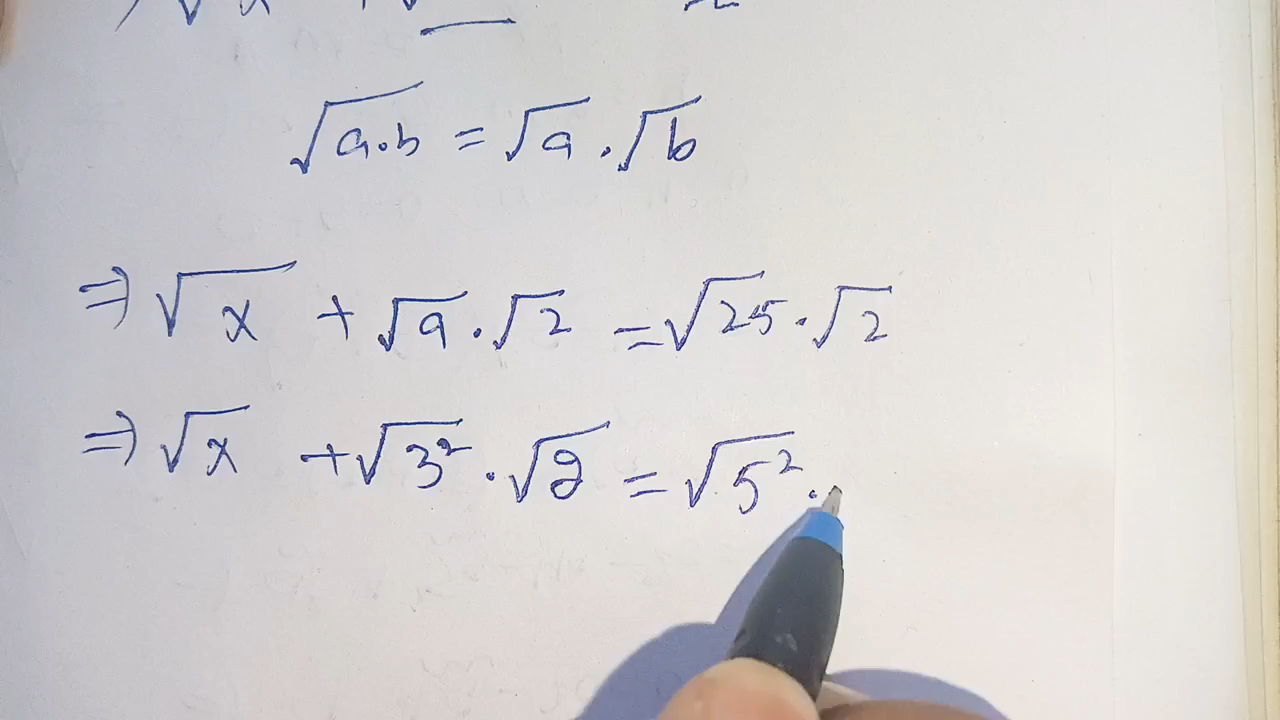 √a.b = √a . √b
⇒ √x + √9 . √2 = √25 . √2
⇒ √x + √3² . √2 = √5² .